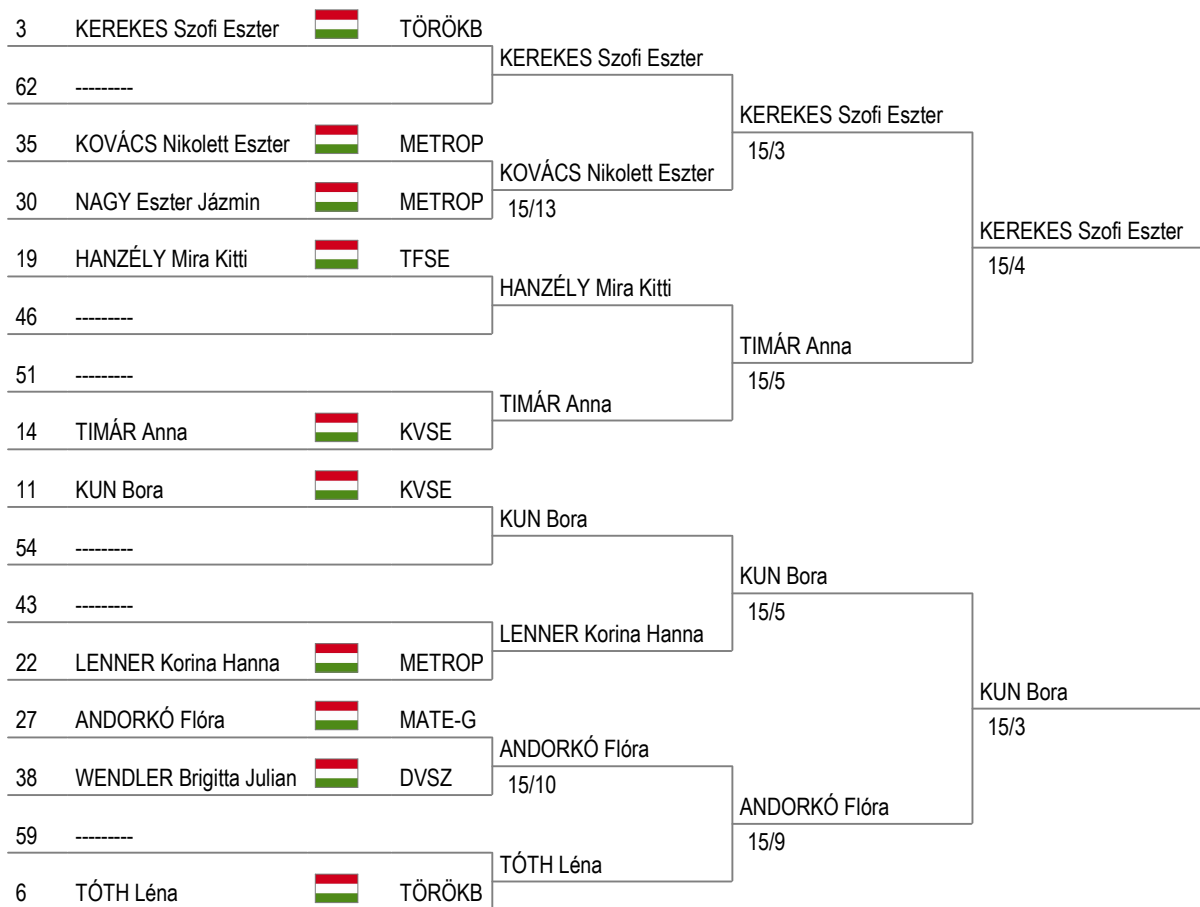 3 KEREKES Szofi Eszter TÖRÖKB
KEREKES Szofi Eszter
62 ---------
KEREKES Szofi Eszter
15/3
35 KOVÁCS Nikolett Eszter METROP
KOVÁCS Nikolett Eszter
15/13
30 NAGY Eszter Jázmin METROP
KEREKES Szofi Eszter
15/4
19 HANZÉLY Mira Kitti TFSE
HANZÉLY Mira Kitti
46 ---------
TIMÁR Anna
15/5
51 ---------
TIMÁR Anna
14 TIMÁR Anna KVSE
11 KUN Bora KVSE
KUN Bora
54 ---------
KUN Bora
15/5
43 ---------
LENNER Korina Hanna
22 LENNER Korina Hanna METROP
KUN Bora
15/3
27 ANDORKÓ Flóra MATE-G
ANDORKÓ Flóra
15/10
38 WENDLER Brigitta Julian DVSZ
ANDORKÓ Flóra
15/9
59 ---------
TÓTH Léna
6 TÓTH Léna TÖRÖKB